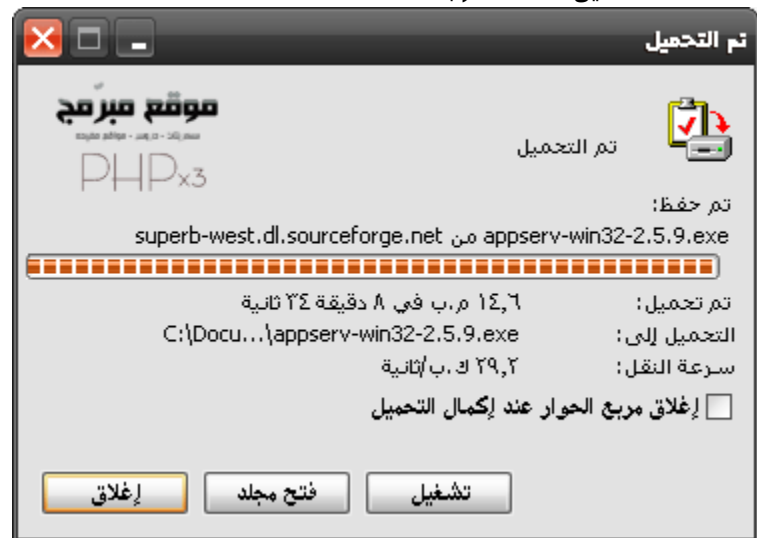 تم التحميل
موقع مبرمج
PHPx3
تم التحميل
تم حفظ:
appserv-win32-2.5.9.exe من superb-west.dl.sourceforge.net
تم تحميل: ١٤,٦ م.ب في ٨ دقيقة ٣٤ ثانية
التحميل إلى: C:\Docu...\appserv-win32-2.5.9.exe
سرعة النقل: ٢٩,٢ ك.ب/ثانية
إغلاق مربع الحوار عند إكمال التحميل
تشغيل فتح مجلد إغلاق